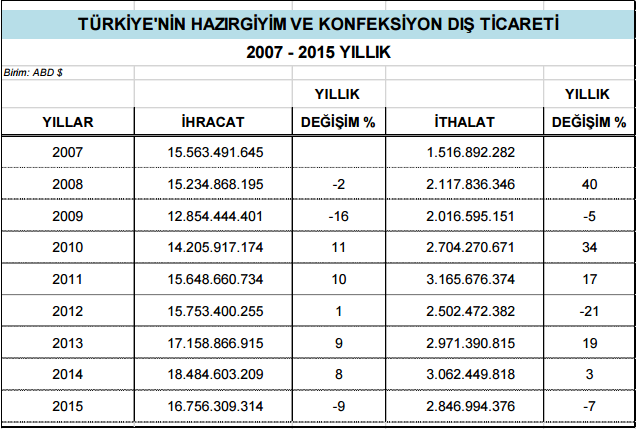 TÜRKİYE'NİN HAZIRGİYİM VE KONFEKSİYON DIŞ TİCARETİ
2007 - 2015 YILLIK
Birim: ABD $
YILLIK YILLIK
YILLAR İHRACAT DEĞİŞİM % İTHALAT DEĞİŞİM %
2007 15.563.491.645 1.516.892.282
2008 15.234.868.195 -2 2.117.836.346 40
2009 12.854.444.401 -16 2.016.595.151 -5
2010 14.205.917.174 11 2.704.270.671 34
2011 15.648.660.734 10 3.165.676.374 17
2012 15.753.400.255 1 2.502.472.382 -21
2013 17.158.866.915 9 2.971.390.815 19
2014 18.484.603.209 8 3.062.449.818 3
2015 16.756.309.314 -9 2.846.994.376 -7